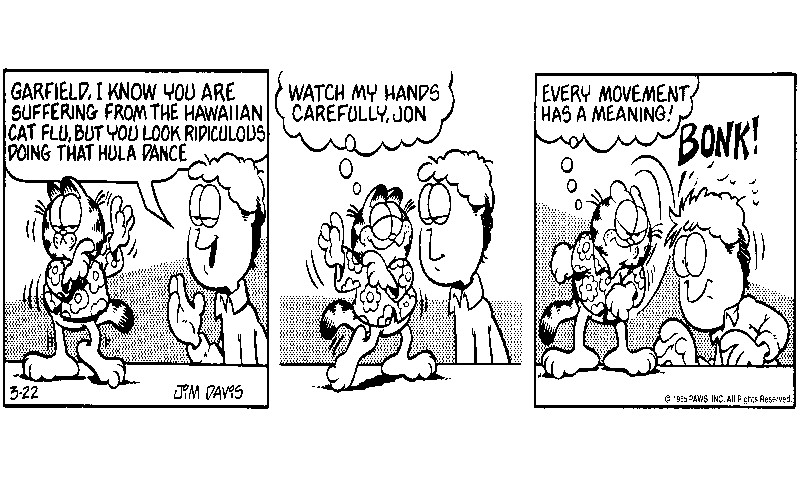 GARFIELD, I KNOW YOU ARE
SUFFERING FROM THE HAWAIIAN
CAT FLU, BUT YOU LOOK RIDICULOUS
DOING THAT HULA DANCE
3-22
JIM DAVIS
WATCH MY HANDS
CAREFULLY, JON
EVERY MOVEMENT
HAS A MEANING!
BONK!
© 1995 PAWS, INC. All Rights Reserved.